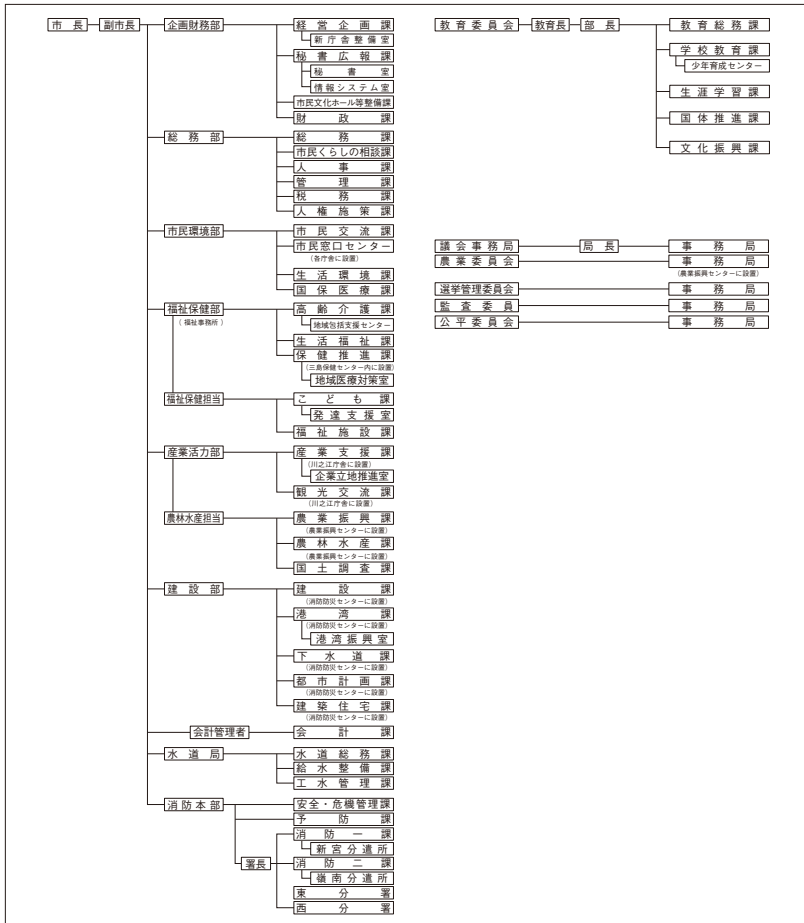 市長 副市長 企画財務部 経営企画課
新庁舎整備室
秘書広報課
秘書室
情報システム室
市民文化ホール等整備課
財政課
総務部 総務課
市民くらしの相談課
人事課
管理課
税務課
人権施策課
市民環境部 市民交流課
市民窓口センター
(各庁舎に設置)
生活環境課
国保医療課
福祉保健部 高齢介護課
(福祉事務所) 地域包括支援センター
生活福祉課
保健推進課
(三島保健センター内に設置)
地域医療対策室
福祉保健担当 こども課
発達支援室
福祉施設課
産業活力部 産業支援課
(川之江庁舎に設置)
企業立地推進室
観光交流課
(川之江庁舎に設置)
農林水産担当 農業振興課
(農業振興センターに設置)
農林水産課
(農業振興センターに設置)
国土調査課
建設部 建設課
(消防防災センターに設置)
港湾課
(消防防災センターに設置)
港湾振興室
下水道課
(消防防災センターに設置)
都市計画課
(消防防災センターに設置)
建築住宅課
(消防防災センターに設置)
会計管理者 会計課
水道局 水道総務課
給水整備課
工水管理課
消防本部 安全・危機管理課
予防課
消防一課
新宮分遣所
署長 消防二課
嶺南分遣所
東分署
西分署
教育委員会 教育長 部長 教育総務課
学校教育課
少年育成センター
生涯学習課
国体推進課
文化振興課
議会事務局 局長 事務局
農業委員会 事務局
(農業振興センターに設置)
選挙管理委員会 事務局
監査委員 事務局
公平委員会 事務局